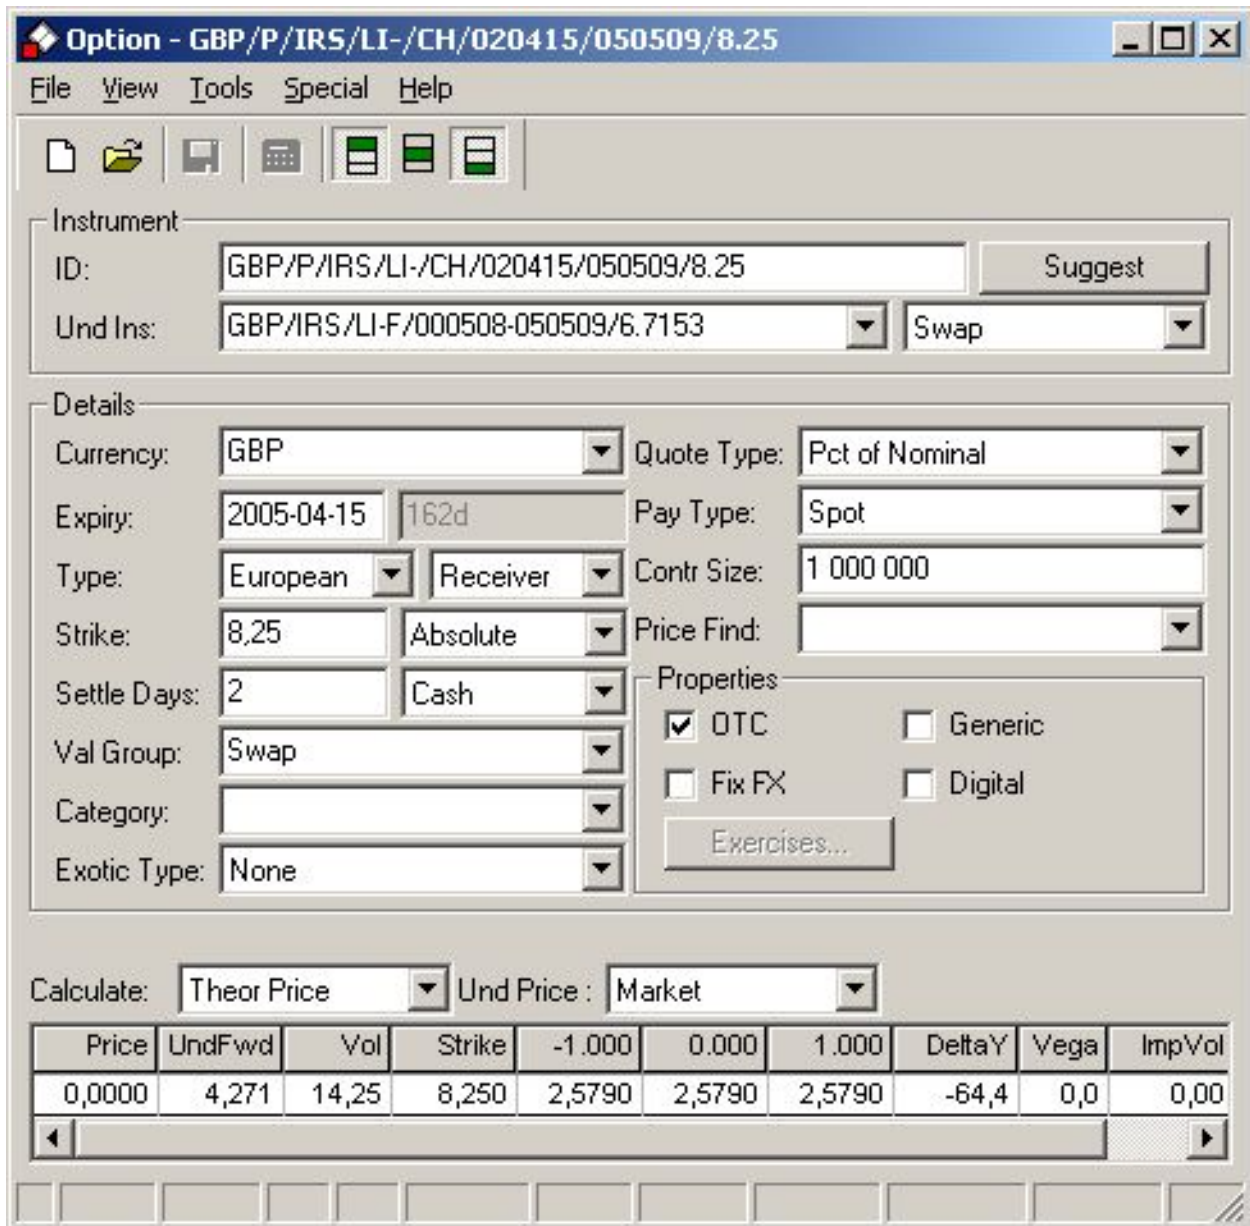 Option - GBP/P/IRS/LI-/CH/020415/050509/8.25
File View Tools Special Help
Instrument
ID: GBP/P/IRS/LI-/CH/020415/050509/8.25 Suggest
Und Ins: GBP/IRS/LI-F/000508-050509/6.7153 Swap
Details
Currency: GBP Quote Type: Pct of Nominal
Expiry: 2005-04-15 162d Pay Type: Spot
Type: European Receiver Contr Size: 1 000 000
Strike: 8,25 Absolute Price Find:
Settle Days: 2 Cash Properties
OTC Generic
Val Group: Swap
Fix FX Digital
Category:
Exercises...
Exotic Type: None
Calculate: Theor Price Und Price : Market
Price UndFwd Vol Strike -1.000 0.000 1.000 DeltaY Vega ImpVol
0,0000 4,271 14,25 8,250 2,5790 2,5790 2,5790 -64,4 0,0 0,00